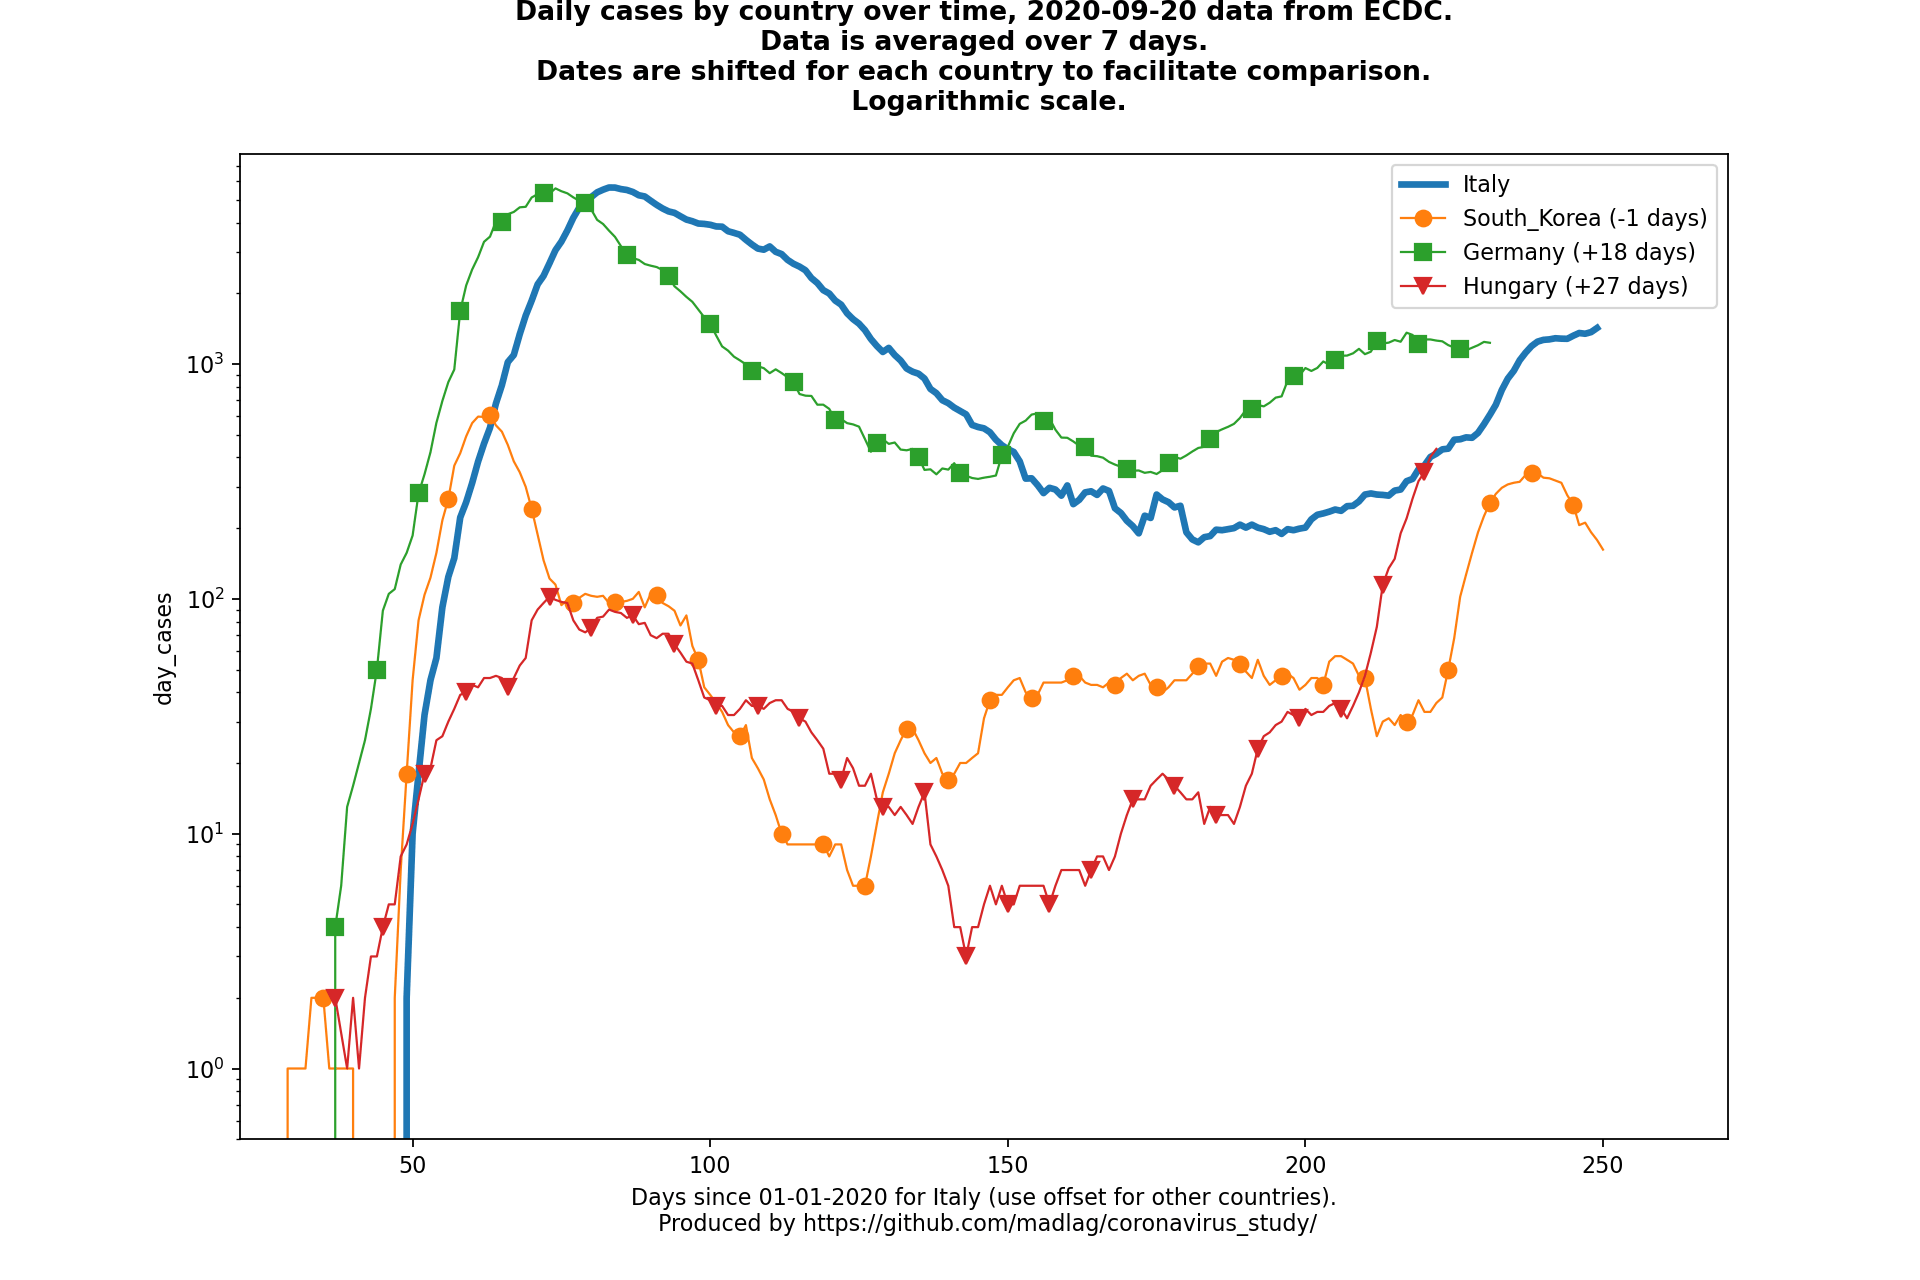 Daily cases by country over time, 2020-09-20 data from ECDC.
Data is averaged over 7 days.
Dates are shifted for each country to facilitate comparison.
Logarithmic scale.
Italy
South_Korea (-1 days)
Germany (+18 days)
Hungary (+27 days)
day_cases
10³
10²
10¹
10⁰
50 100 150 200 250
Days since 01-01-2020 for Italy (use offset for other countries).
Produced by https://github.com/madlag/coronavirus_study/